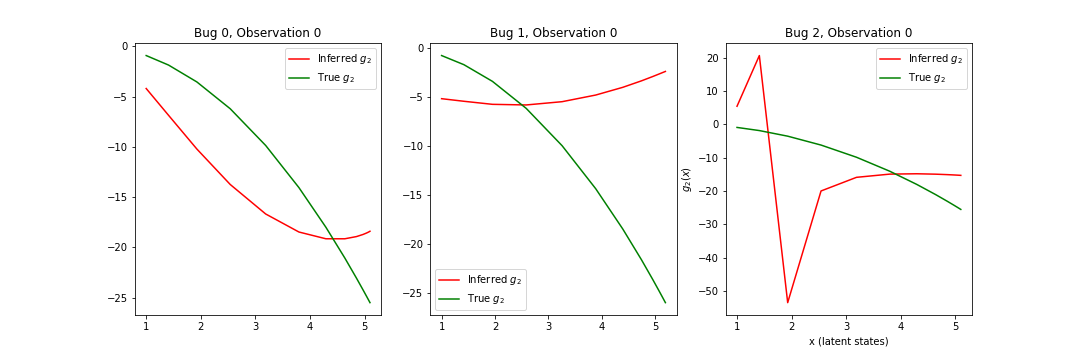 Bug 0, Observation 0
0
−5
−10
−15
−20
−25
1 2 3 4 5
Inferred g₂
True g₂
Bug 1, Observation 0
0
−5
−10
−15
−20
−25
1 2 3 4 5
Inferred g₂
True g₂
Bug 2, Observation 0
g₂(x)
20
10
0
−10
−20
−30
−40
−50
1 2 3 4 5
x (latent states)
Inferred g₂
True g₂